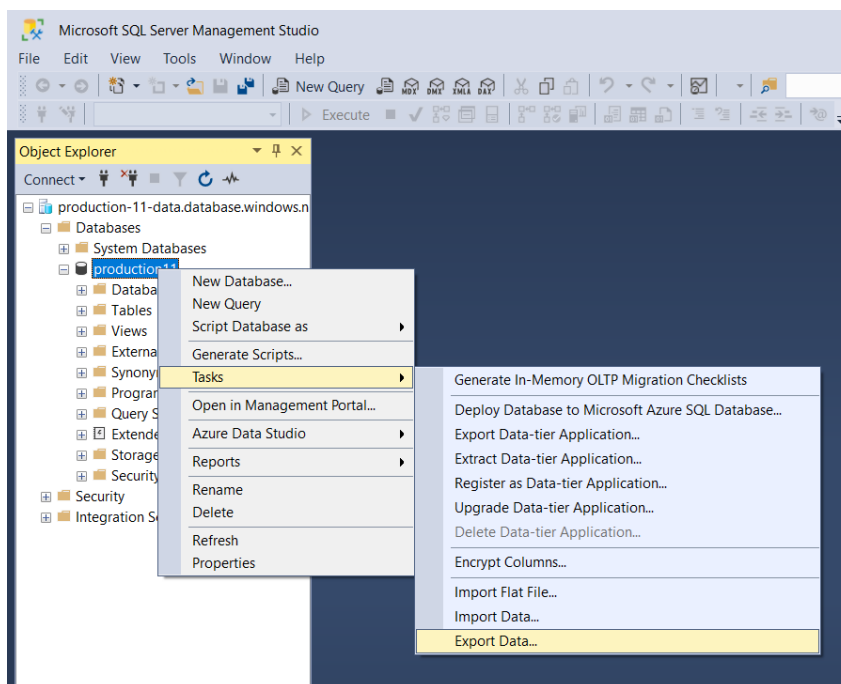 Microsoft SQL Server Management Studio
File Edit View Tools Window Help
New Query MDX DMX XMLA DAX
Execute
Object Explorer
Connect
production-11-data.database.windows.n
Databases
System Databases
production11
Databa
Tables
Views
Externa
Synony
Program
Query S
Extende
Storage
Security
Security
Integration S
New Database...
New Query
Script Database as
Generate Scripts...
Tasks
Open in Management Portal...
Azure Data Studio
Reports
Rename
Delete
Refresh
Properties
Generate In-Memory OLTP Migration Checklists
Deploy Database to Microsoft Azure SQL Database...
Export Data-tier Application...
Extract Data-tier Application...
Register as Data-tier Application...
Upgrade Data-tier Application...
Delete Data-tier Application...
Encrypt Columns...
Import Flat File...
Import Data...
Export Data...